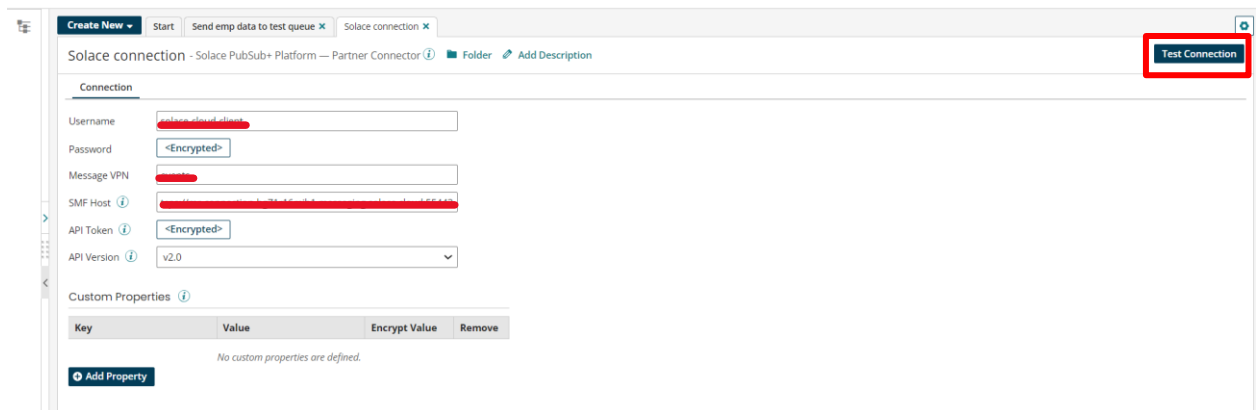 Create New Start Send emp data to test queue × Solace connection ×
Solace connection - Solace PubSub+ Platform — Partner Connector i Folder Add Description Test Connection
Connection
Username
Password <Encrypted>
Message VPN
SMF Host i
API Token i <Encrypted>
API Version i v2.0
Custom Properties i
Key Value Encrypt Value Remove
No custom properties are defined.
Add Property